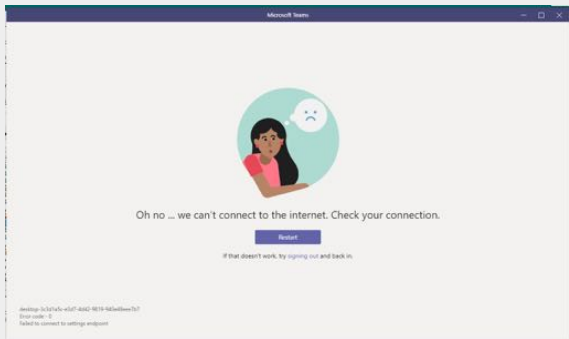 Microsoft Teams
Oh no ... we can't connect to the internet. Check your connection.
Restart
If that doesn't work, try signing out and back in.
Error code - 0
Failed to connect to settings endpoint